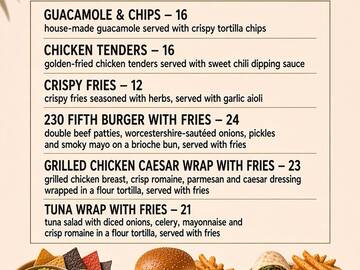 GUACAMOLE & CHIPS – 16
house-made guacamole served with crispy tortilla chips
CHICKEN TENDERS – 16
golden-fried chicken tenders served with sweet chili dipping sauce
CRISPY FRIES – 12
crispy fries seasoned with herbs, served with garlic aioli
230 FIFTH BURGER WITH FRIES – 24
double beef patties, worcestershire-sautéed onions, pickles
and smoky mayo on a brioche bun, served with fries
GRILLED CHICKEN CAESAR WRAP WITH FRIES – 23
grilled chicken breast, crisp romaine, parmesan and caesar dressing
wrapped in a flour tortilla, served with fries
TUNA WRAP WITH FRIES – 21
tuna salad with diced onions, celery, mayonnaise and
crisp romaine in a flour tortilla, served with fries